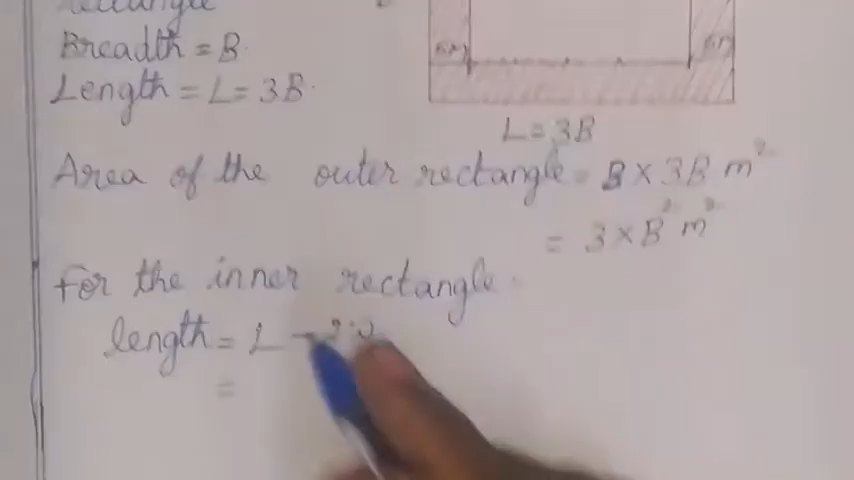 rectangle
Breadth = B
Length = L = 3B
L = 3B
Area of the outer rectangle = B × 3B m²
= 3 × B² m²
For the inner rectangle
length = L -
=